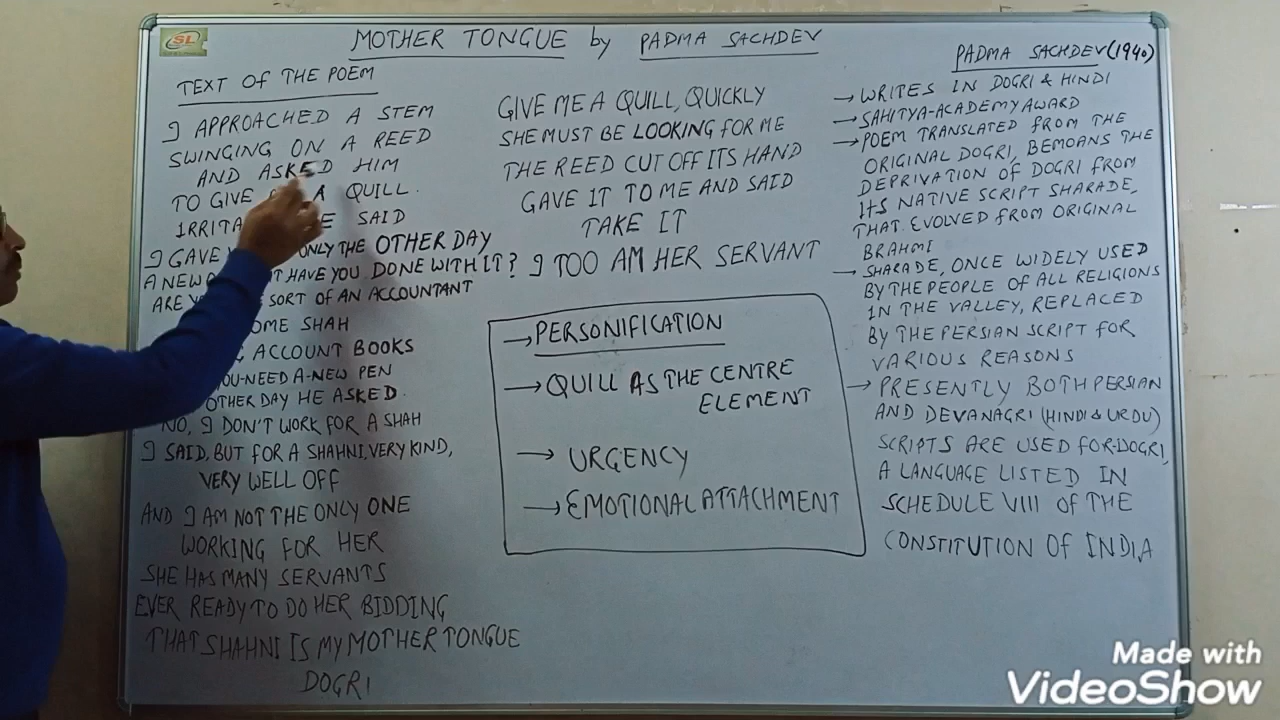 SL
MOTHER TONGUE by PADMA SACHDEV
TEXT OF THE POEM
I APPROACHED A STEM
SWINGING ON A REED
AND ASKED HIM
TO GIVE A QUILL.
SAID
I GAVE ONLY THE OTHER DAY
A NEW HAVE YOU DONE WITH IT?
ARE SORT OF AN ACCOUNTANT
SHAH
ACCOUNT BOOKS
NEED A-NEW PEN
OTHER DAY HE ASKED.
NO, I DON'T WORK FOR A SHAH
I SAID, BUT FOR A SHAHNI, VERY KIND,
VERY WELL OFF
AND I AM NOT THE ONLY ONE
WORKING FOR HER
SHE HAS MANY SERVANTS
EVER READY TO DO HER BIDDING
THAT SHAHNI IS MY MOTHER TONGUE
DOGRI
GIVE ME A QUILL, QUICKLY
SHE MUST BE LOOKING FOR ME
THE REED CUT OFF ITS HAND
GAVE IT TO ME AND SAID
TAKE IT
I TOO AM HER SERVANT
→ PERSONIFICATION
→ QUILL AS THE CENTRE
ELEMENT
→ URGENCY
→ EMOTIONAL ATTACHMENT
PADMA SACHDEV (1940)
→ WRITES IN DOGRI & HINDI
→ SAHITYA-ACADEMY AWARD
→ POEM TRANSLATED FROM THE
ORIGINAL DOGRI, BEMOANS THE
DEPRIVATION OF DOGRI FROM
ITS NATIVE SCRIPT SHARADE,
THAT EVOLVED FROM ORIGINAL
BRAHMI
→ SHARADE, ONCE WIDELY USED
BY THE PEOPLE OF ALL RELIGIONS
IN THE VALLEY, REPLACED
BY THE PERSIAN SCRIPT FOR
VARIOUS REASONS
→ PRESENTLY BOTH PERSIAN
AND DEVANAGRI (HINDI & URDU)
SCRIPTS ARE USED FOR DOGRI,
A LANGUAGE LISTED IN
SCHEDULE VIII OF THE
CONSTITUTION OF INDIA
Made with
VideoShow